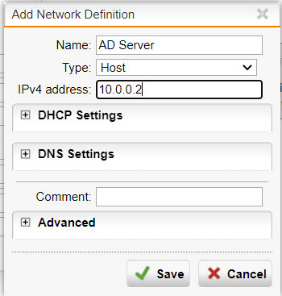 Add Network Definition
Name: AD Server
Type: Host
IPv4 address: 10.0.0.2
DHCP Settings
DNS Settings
Comment:
Advanced
Save Cancel